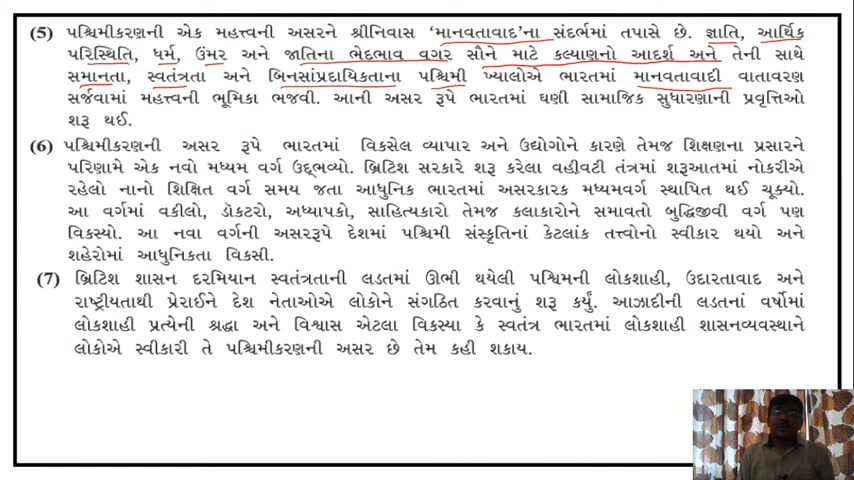 (5) પશ્ચિમીકરણની એક મહત્ત્વની અસરને શ્રીનિવાસ ‘માનવતાવાદ’ના સંદર્ભમાં તપાસે છે. જ્ઞાતિ, આર્થિક
પરિસ્થિતિ, ધર્મ, ઉંમર અને જાતિના ભેદભાવ વગર સૌને માટે કલ્યાણનો આદર્શ અને તેની સાથે
સમાનતા, સ્વતંત્રતા અને બિનસાંપ્રદાયિકતાના પશ્ચિમી ખ્યાલોએ ભારતમાં માનવતાવાદી વાતાવરણ
સર્જવામાં મહત્ત્વની ભૂમિકા ભજવી. આની અસર રૂપે ભારતમાં ઘણી સામાજિક સુધારણાની પ્રવૃત્તિઓ
શરૂ થઈ.
(6) પશ્ચિમીકરણની અસર રૂપે ભારતમાં વિકસેલ વ્યાપાર અને ઉદ્યોગોને કારણે તેમજ શિક્ષણના પ્રસારને
પરિણામે એક નવો મધ્યમ વર્ગ ઉદ્ભવ્યો. બ્રિટિશ સરકારે શરૂ કરેલા વહીવટી તંત્રમાં શરૂઆતમાં નોકરીએ
રહેલો નાનો શિક્ષિત વર્ગ સમય જતા આધુનિક ભારતમાં અસરકારક મધ્યમવર્ગ સ્થાપિત થઈ ચૂક્યો.
આ વર્ગમાં વકીલો, ડૉક્ટરો, અધ્યાપકો, સાહિત્યકારો તેમજ કલાકારોને સમાવતો બુદ્ધિજીવી વર્ગ પણ
વિકસ્યો. આ નવા વર્ગની અસરરૂપે દેશમાં પશ્ચિમી સંસ્કૃતિનાં કેટલાંક તત્ત્વોનો સ્વીકાર થયો અને
શહેરોમાં આધુનિકતા વિકસી.
(7) બ્રિટિશ શાસન દરમિયાન સ્વતંત્રતાની લડતમાં ઊભી થયેલી પશ્ચિમની લોકશાહી, ઉદારતાવાદ અને
રાષ્ટ્રીયતાથી પ્રેરાઈને દેશ નેતાઓએ લોકોને સંગઠિત કરવાનું શરૂ કર્યું. આઝાદીની લડતનાં વર્ષોમાં
લોકશાહી પ્રત્યેની શ્રદ્ધા અને વિશ્વાસ એટલા વિકસ્યા કે સ્વતંત્ર ભારતમાં લોકશાહી શાસનવ્યવસ્થાને
લોકોએ સ્વીકારી તે પશ્ચિમીકરણની અસર છે તેમ કહી શકાય.